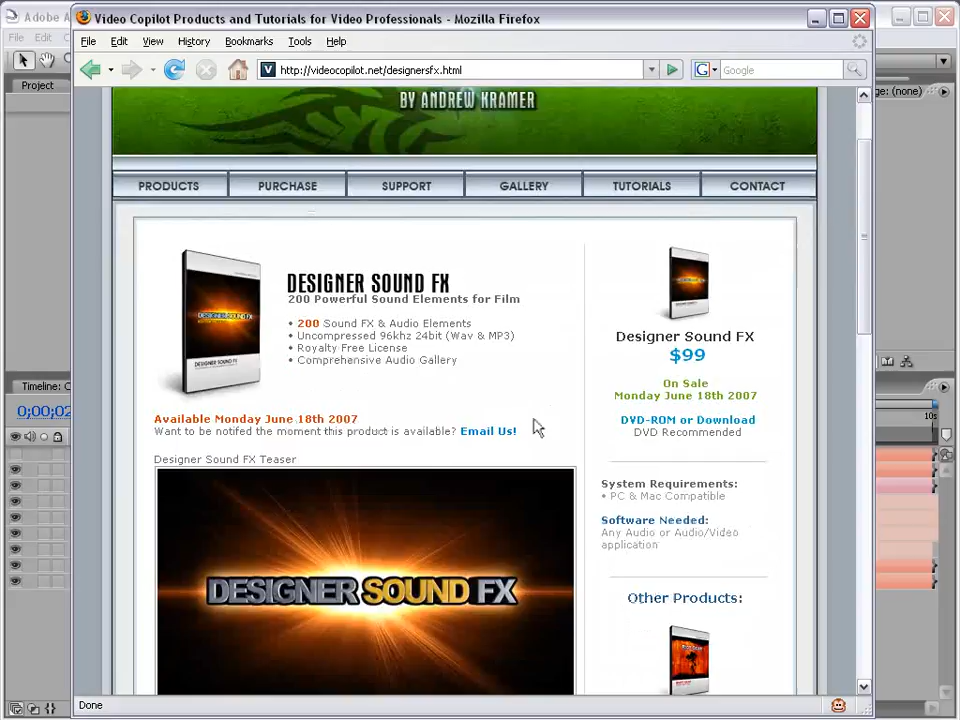 Adobe A
Video Copilot Products and Tutorials for Video Professionals - Mozilla Firefox
File Ed
File Edit View History Bookmarks Tools Help
http://videocopilot.net/designersfx.html
Google
Project
ge: (none)
BY ANDREW KRAMER
PRODUCTS PURCHASE SUPPORT GALLERY TUTORIALS CONTACT
DESIGNER SOUND FX
200 Powerful Sound Elements for Film
• 200 Sound FX & Audio Elements
• Uncompressed 96khz 24bit (Wav & MP3)
• Royalty Free License
• Comprehensive Audio Gallery
Available Monday June 18th 2007
Want to be notifed the moment this product is available? Email Us!
Designer Sound FX Teaser
DESIGNER SOUND FX
Designer Sound FX
$99
On Sale
Monday June 18th 2007
DVD-ROM or Download
DVD Recommended
System Requirements:
• PC & Mac Compatible
Software Needed:
Any Audio or Audio/Video
application
Other Products:
Timeline: C
0;00;02
10s
Done